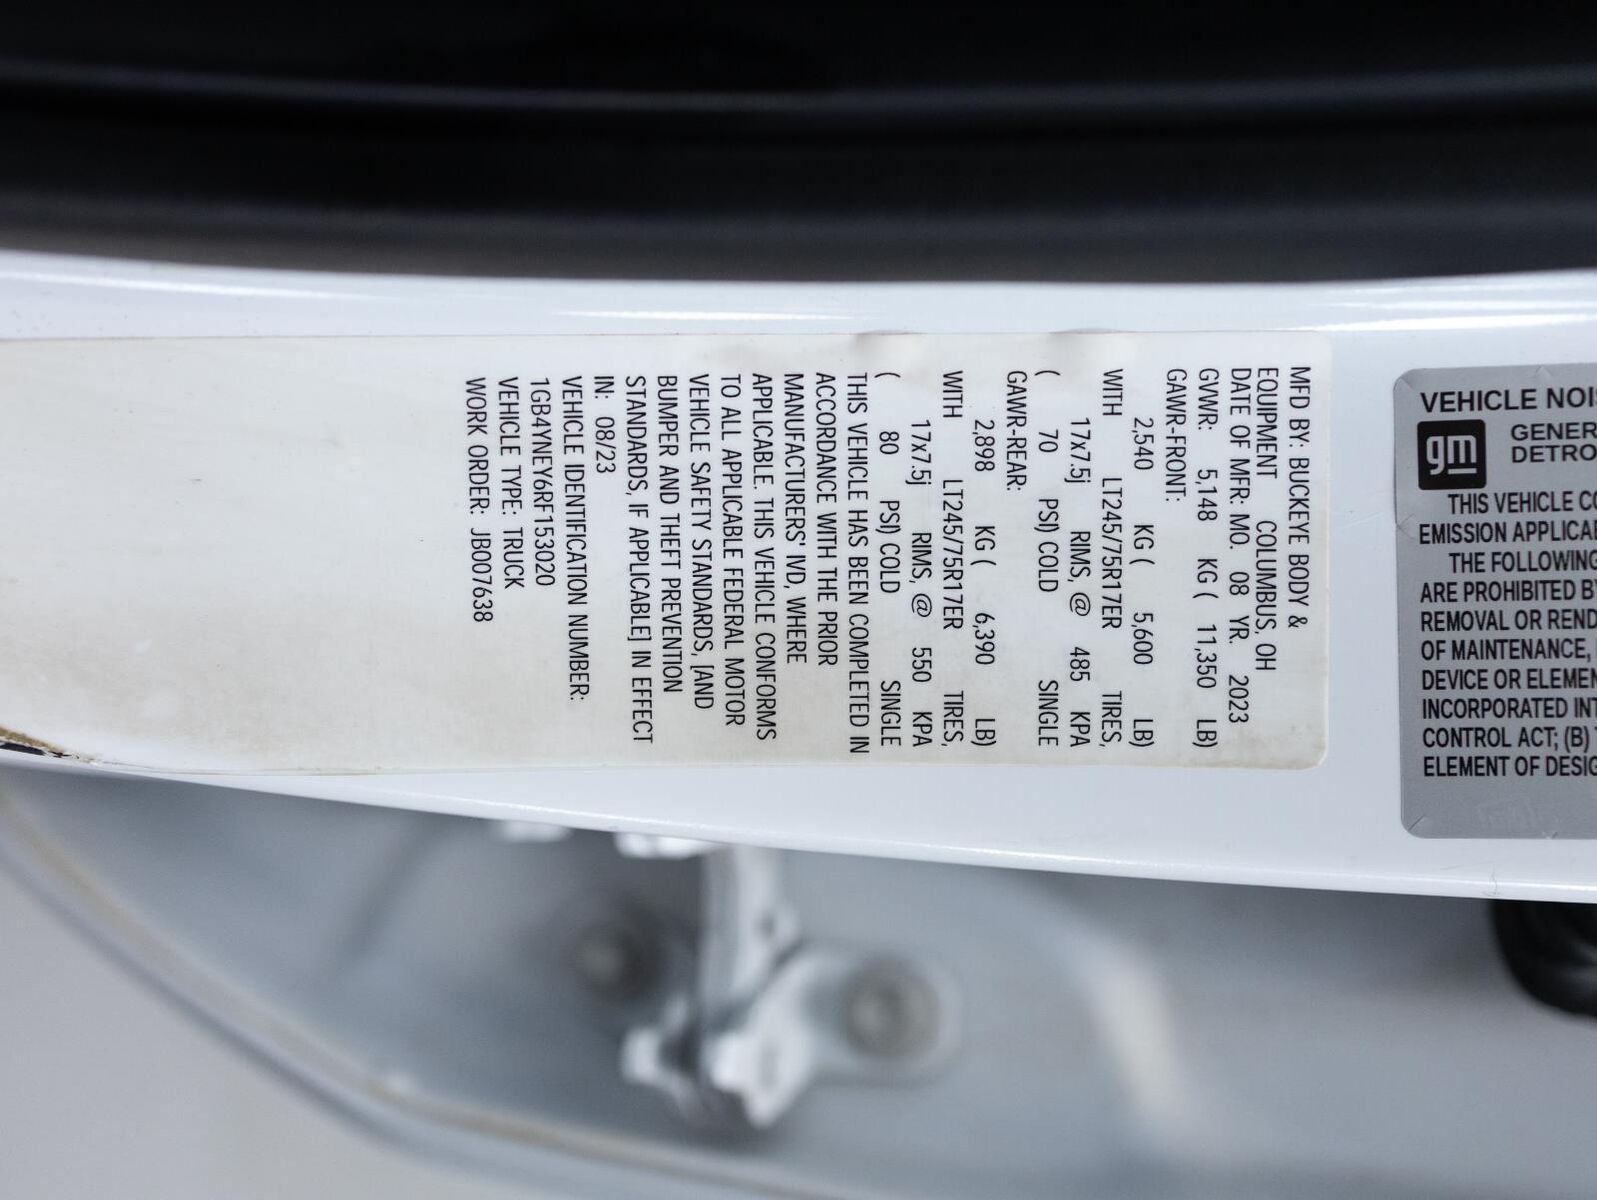 MFD BY: BUCKEYE BODY &
EQUIPMENT COLUMBUS, OH
DATE OF MFR: MO. 08 YR. 2023
GVWR: 5,148 KG ( 11,350 LB)
GAWR-FRONT:
2,540 KG ( 5,600 LB)
WITH LT245/75R17ER TIRES,
17x7.5j RIMS, @ 485 KPA
( 70 PSI) COLD SINGLE
GAWR-REAR:
2,898 KG ( 6,390 LB)
WITH LT245/75R17ER TIRES,
17x7.5j RIMS, @ 550 KPA
( 80 PSI) COLD SINGLE
THIS VEHICLE HAS BEEN COMPLETED IN
ACCORDANCE WITH THE PRIOR
MANUFACTURERS' IVD, WHERE
APPLICABLE. THIS VEHICLE CONFORMS
TO ALL APPLICABLE FEDERAL MOTOR
VEHICLE SAFETY STANDARDS, [AND
BUMPER AND THEFT PREVENTION
STANDARDS, IF APPLICABLE] IN EFFECT
IN: 08/23
VEHICLE IDENTIFICATION NUMBER:
1GB4YNEY6RF153020
VEHICLE TYPE: TRUCK
WORK ORDER: JB007638
VEHICLE NOIS
gm
GENER
DETRO
THIS VEHICLE CO
EMISSION APPLICAB
THE FOLLOWING
ARE PROHIBITED BY
REMOVAL OR REND
OF MAINTENANCE,
DEVICE OR ELEMEN
INCORPORATED INT
CONTROL ACT; (B) T
ELEMENT OF DESIG